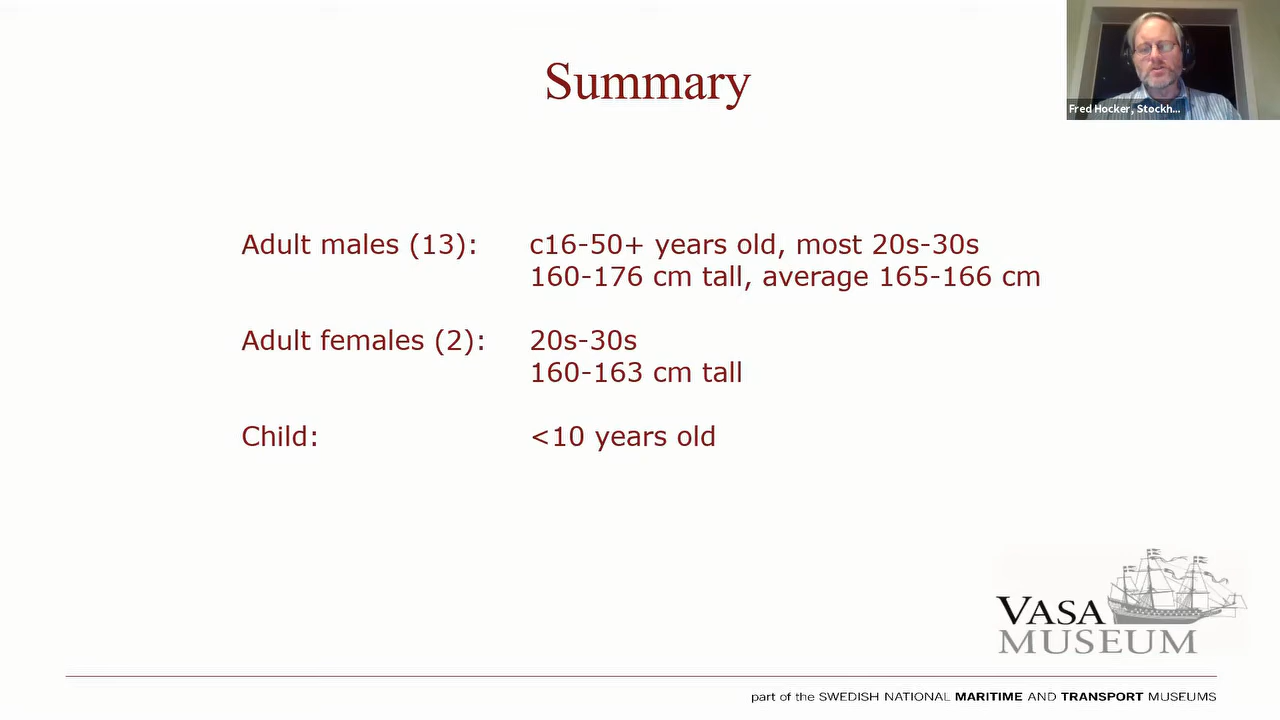 Summary
Fred Hocker, Stockh...
Adult males (13): c16-50+ years old, most 20s-30s
160-176 cm tall, average 165-166 cm
Adult females (2): 20s-30s
160-163 cm tall
Child: <10 years old
VASA
MUSEUM
part of the SWEDISH NATIONAL MARITIME AND TRANSPORT MUSEUMS